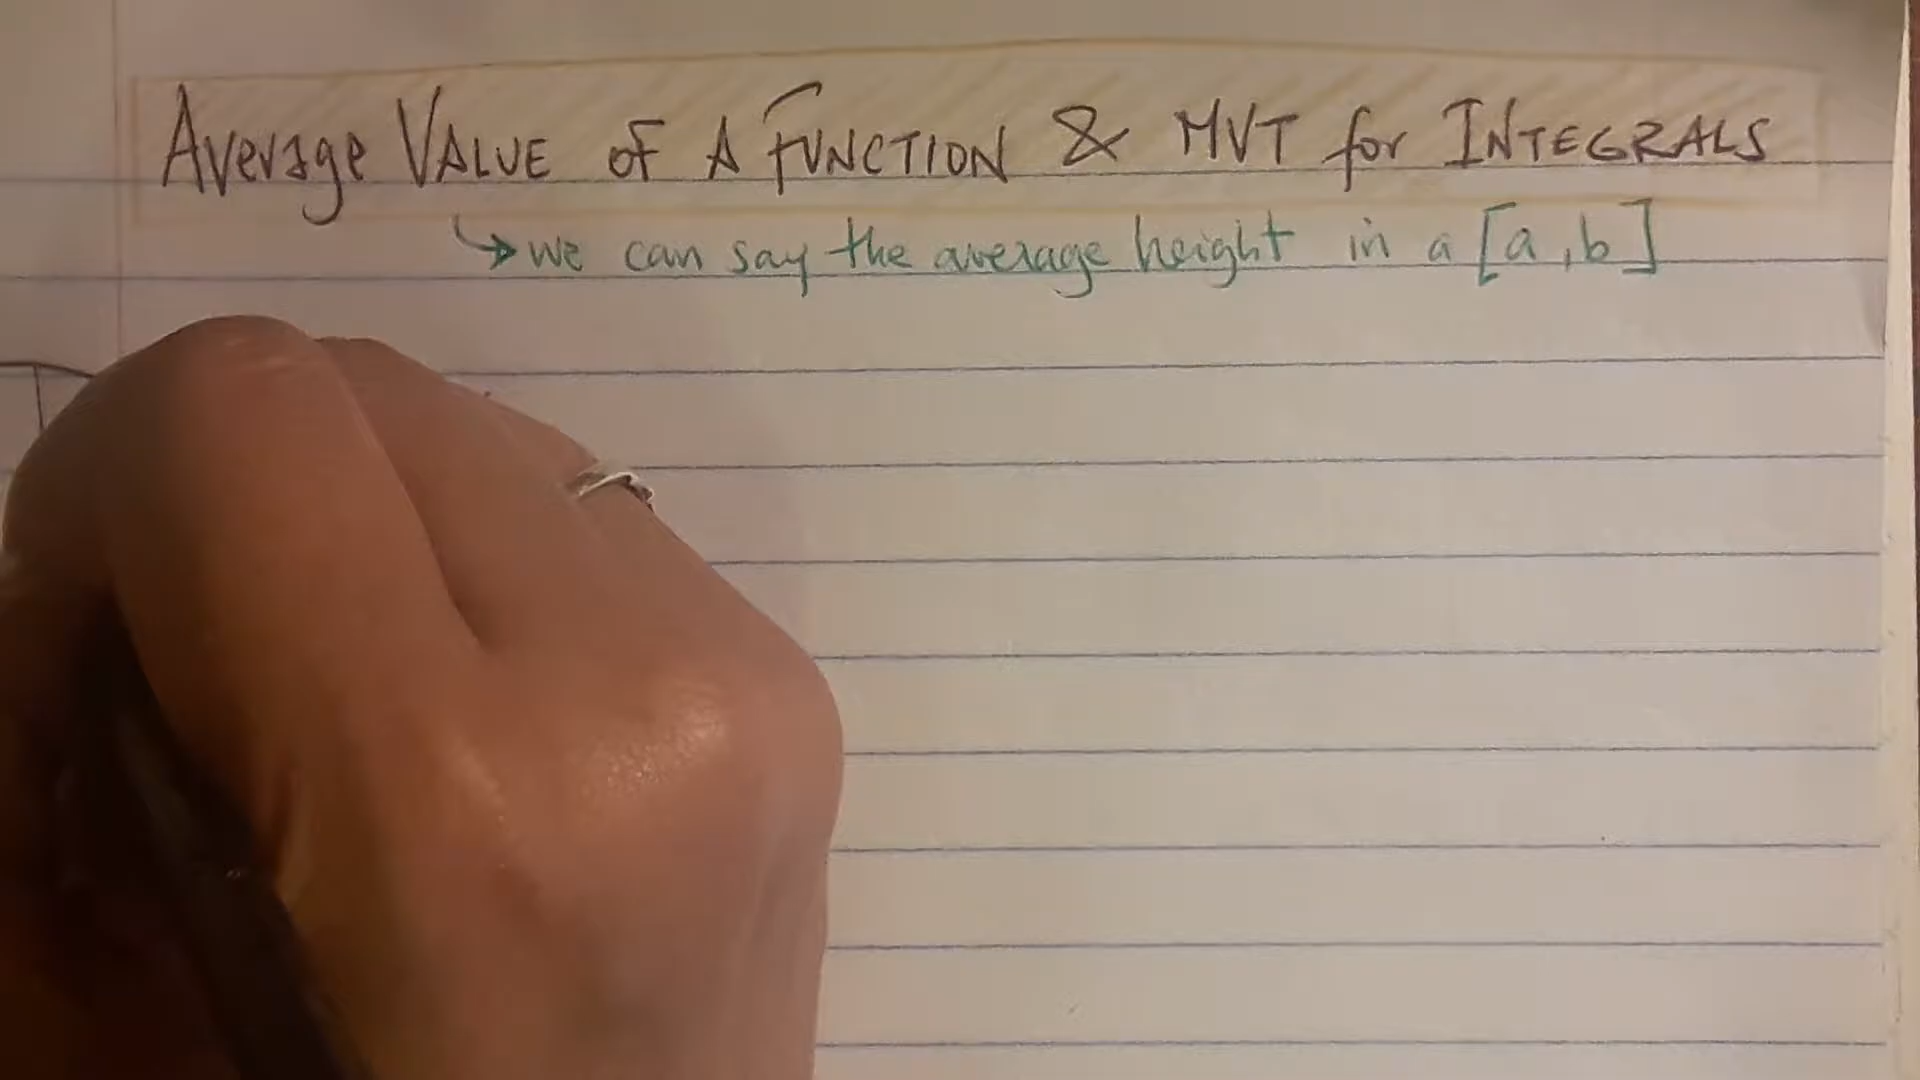 Average VALUE oF A FUNCTION & MVT for INTEGRALS
↳ we can say the average height in a [a,b]